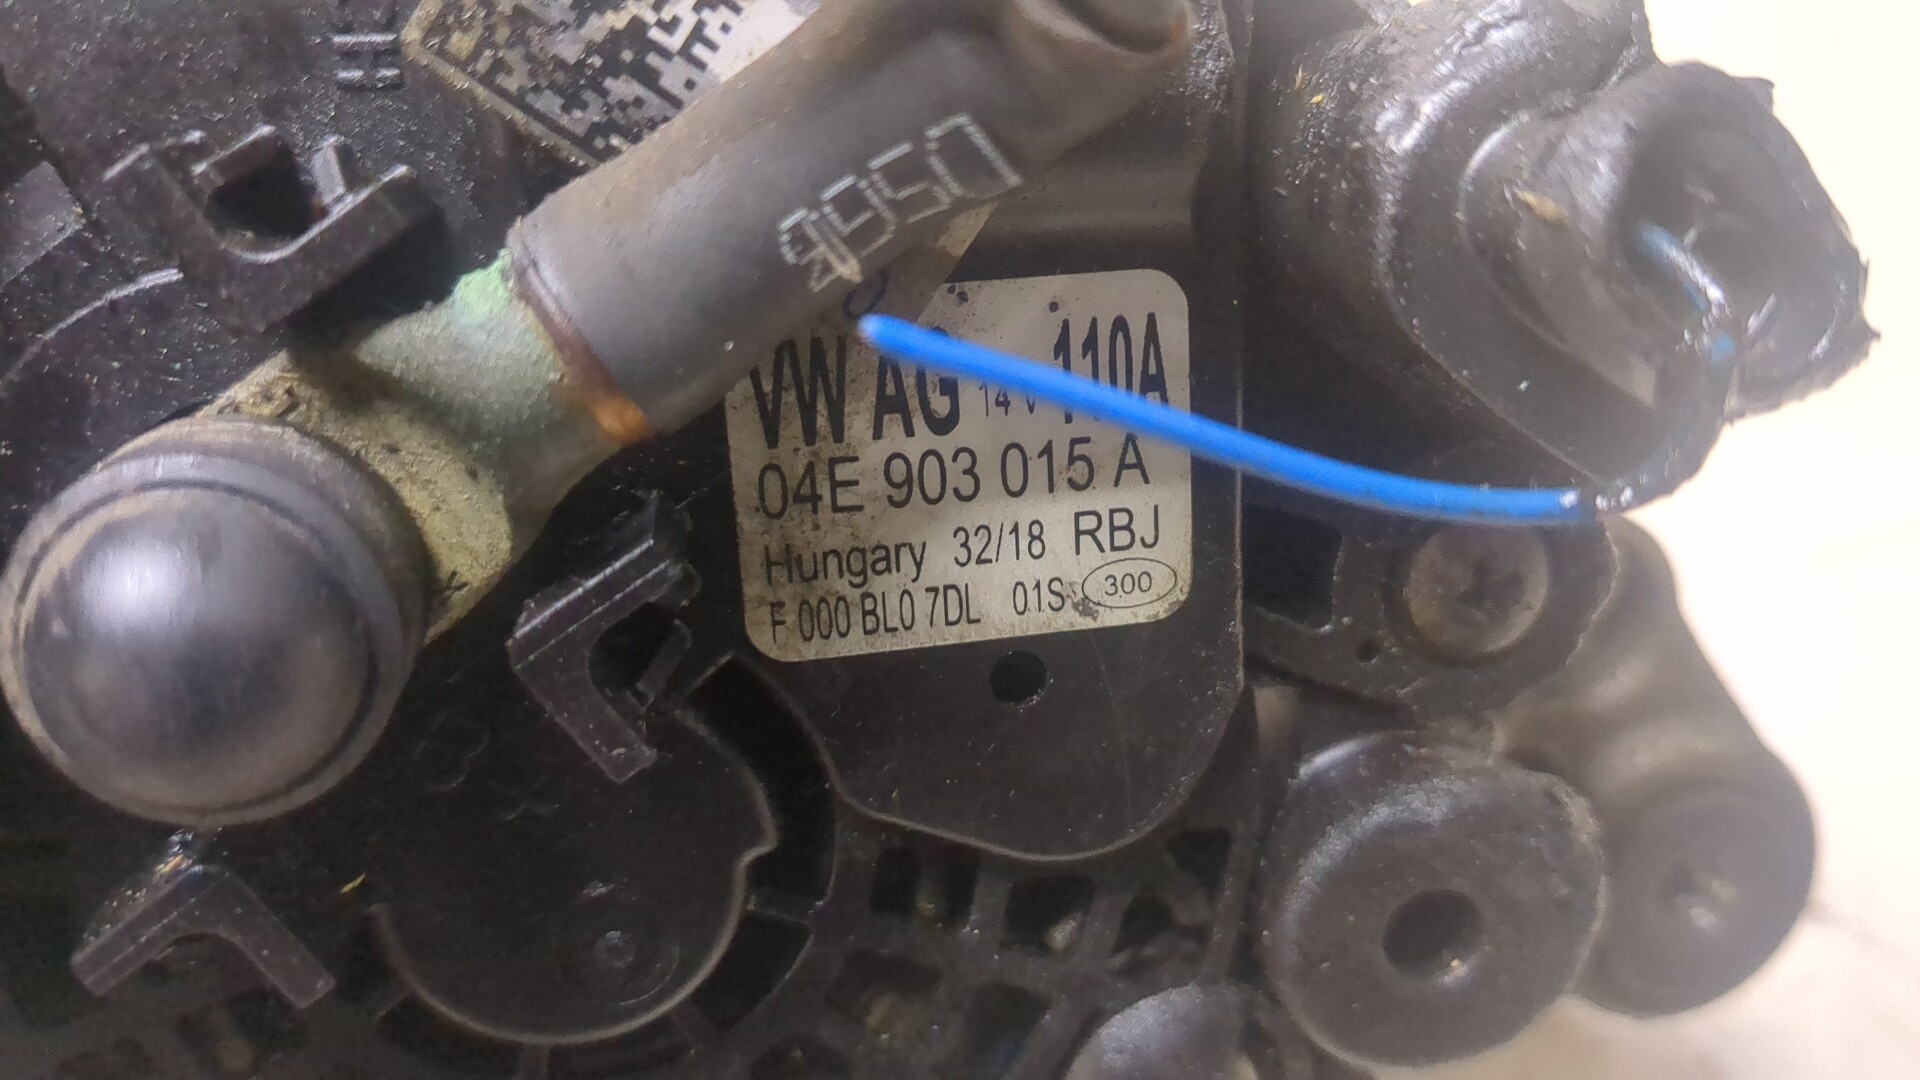 VW AG 14 V 110A
04E 903 015 A
Hungary 32/18 RBJ
F 000 BL0 7DL 01S 300